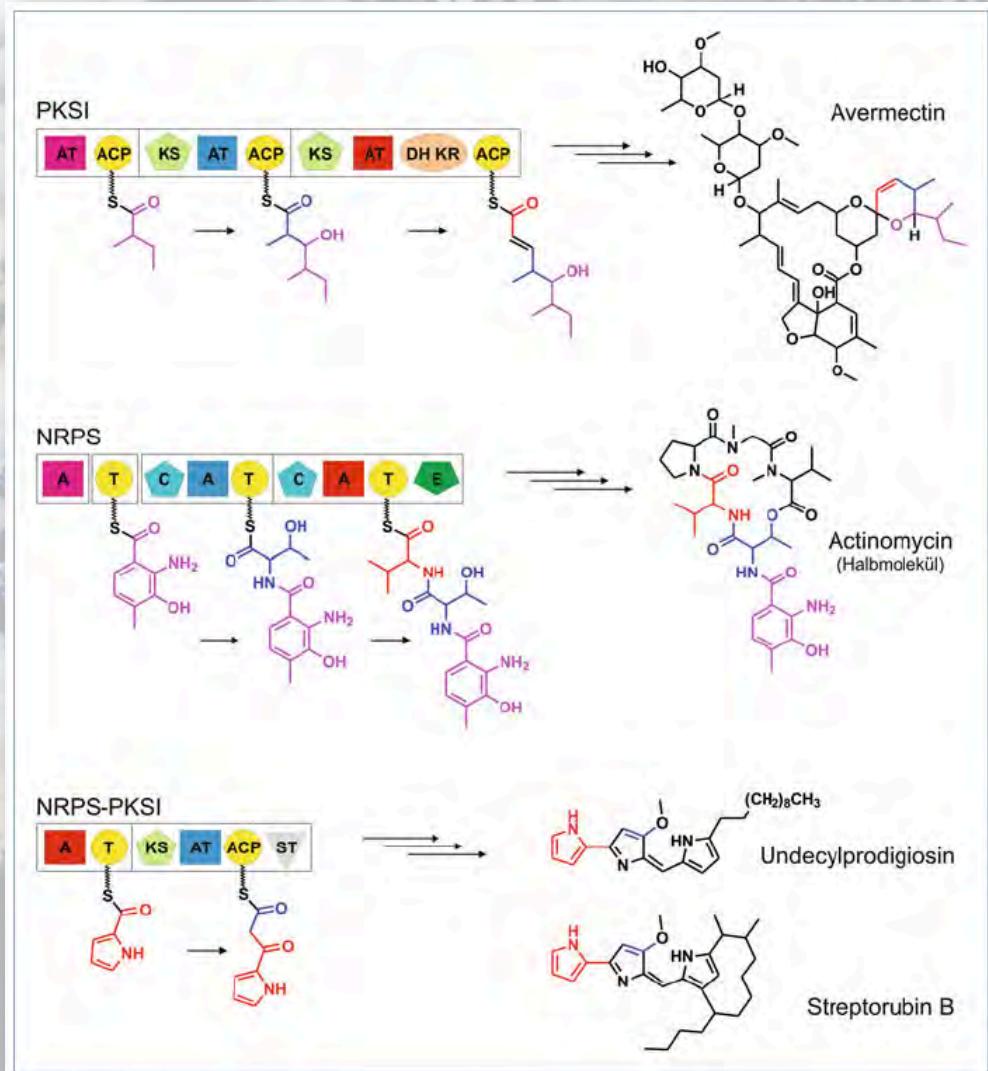 PKSI
AT ACP KS AT ACP KS AT DH KR ACP
S O
S O
OH
S O
OH
O
HO
O
O
H
O
O
O
O
H O
O
O
O
H
O
O
OH
O
O
Avermectin
NRPS
A T C A T C A T E
S O
NH2
OH
S
O
OH
HN
O
NH2
OH
S
O
NH
O
OH
HN
O
NH2
OH
O
N
O
N
O
N
O
NH
O
O
O
HN
O
NH2
OH
Actinomycin
(Halbmolekül)
NRPS-PKSI
A T KS AT ACP ST
S
O
NH
S
O
O
NH
H
N
O
N
HN
(CH2)8CH3
Undecylprodigiosin
H
N
O
N
HN
Streptorubin B